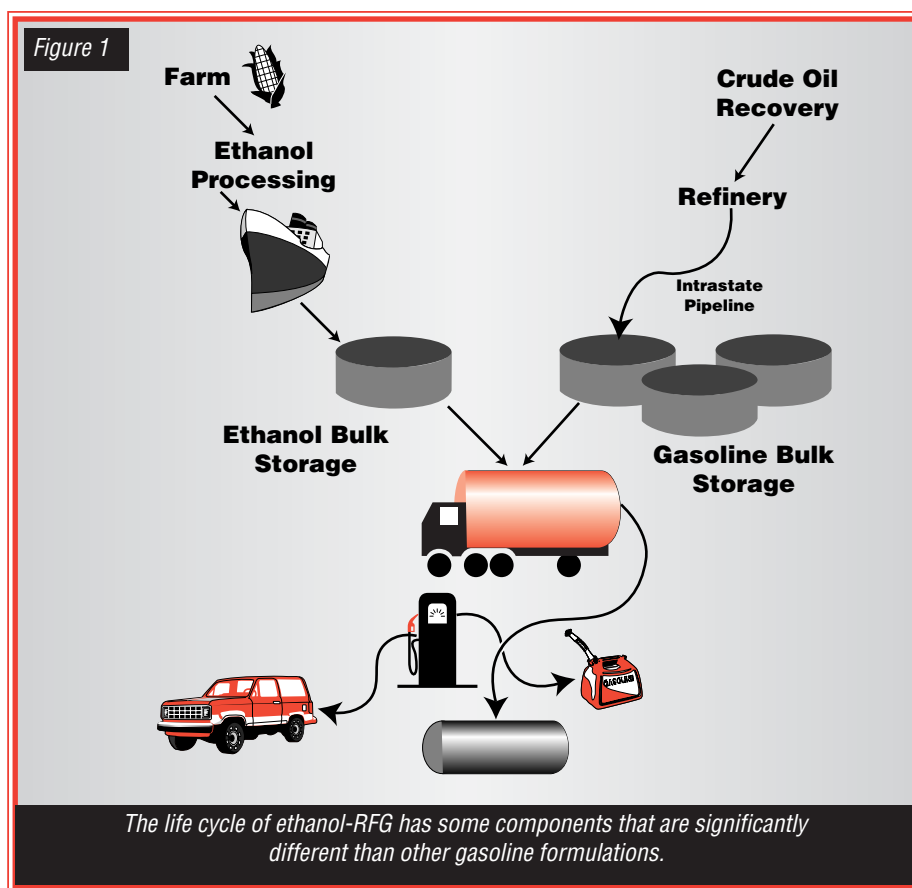 Figure 1
Farm
Ethanol
Processing
Crude Oil
Recovery
Refinery
Intrastate
Pipeline
Ethanol Bulk
Storage
Gasoline Bulk
Storage
GASOLINE
The life cycle of ethanol-RFG has some components that are significantly
different than other gasoline formulations.